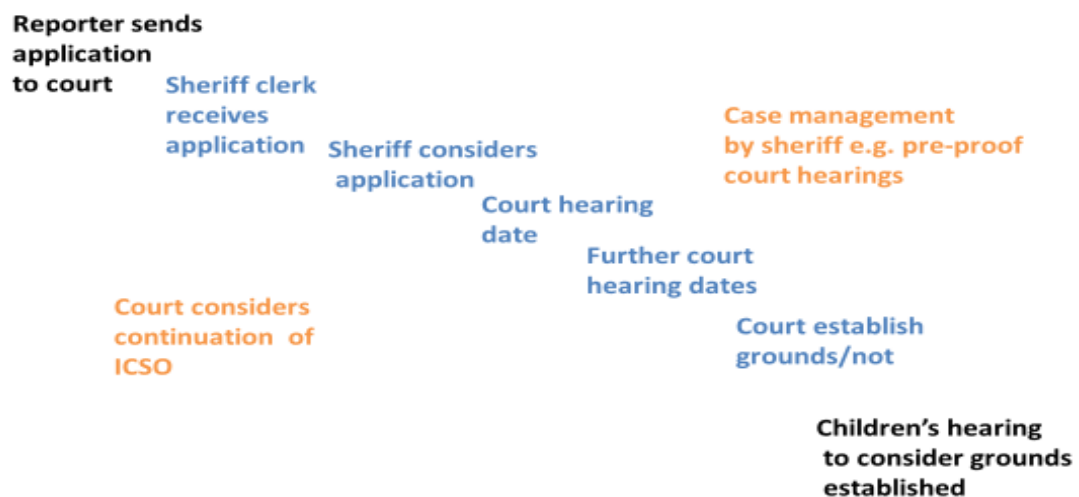 Reporter sends
application
to court
Sheriff clerk
receives
application
Sheriff considers
application
Court hearing
date
Further court
hearing dates
Case management
by sheriff e.g. pre-proof
court hearings
Court considers
continuation of
ICSO
Court establish
grounds/not
Children’s hearing
to consider grounds
established